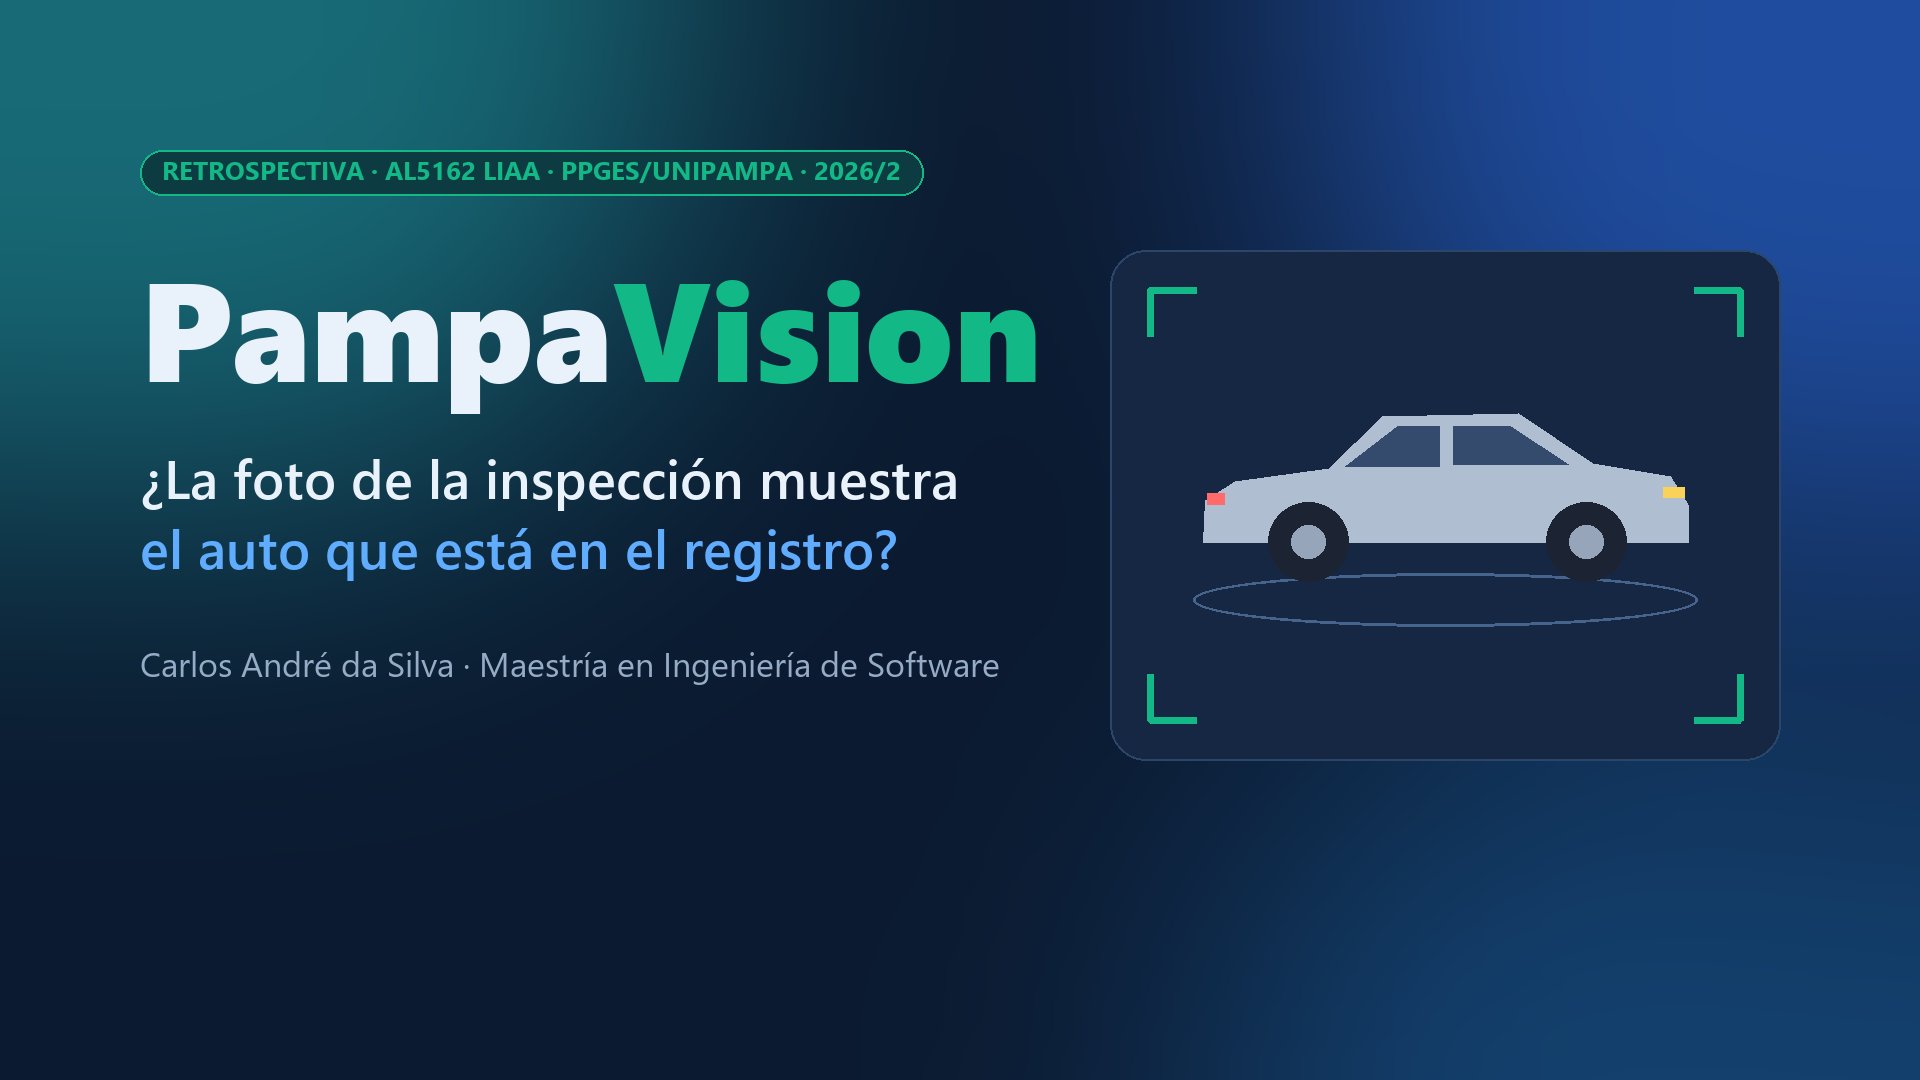 RETROSPECTIVA · AL5162 LIAA · PPGES/UNIPAMPA · 2026/2
PampaVision
¿La foto de la inspección muestra
el auto que está en el registro?
Carlos André da Silva · Maestría en Ingeniería de Software